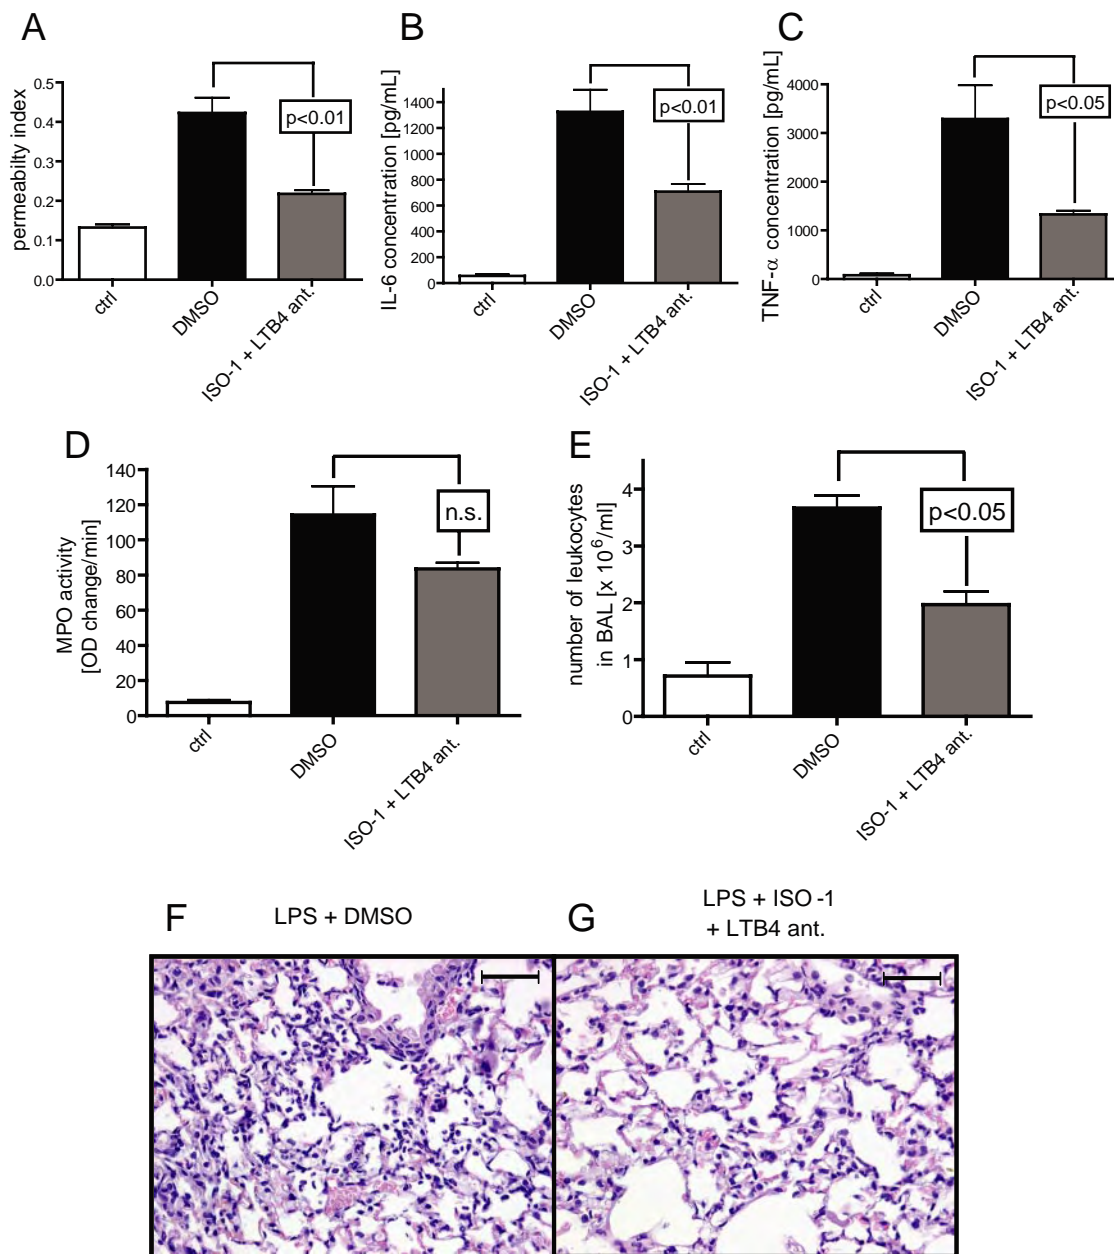 A
permeabilty index
0.5
0.4
0.3
0.2
0.1
0.0
p<0.01
ctrl
DMSO
ISO-1 + LTB4 ant.
B
IL-6 concentration [pg/mL]
1400
1200
1000
800
600
400
200
0
p<0.01
ctrl
DMSO
ISO-1 + LTB4 ant.
C
TNF-α concentration [pg/mL]
4000
3000
2000
1000
0
p<0.05
ctrl
DMSO
ISO-1 + LTB4 ant.
D
MPO activity
[OD change/min]
140
120
100
80
60
40
20
0
n.s.
ctrl
DMSO
ISO-1 + LTB4 ant.
E
number of leukocytes
in BAL [x 10^6/ml]
4
3
2
1
0
p<0.05
ctrl
DMSO
ISO-1 + LTB4 ant.
F
LPS + DMSO
G
LPS + ISO -1
+ LTB4 ant.